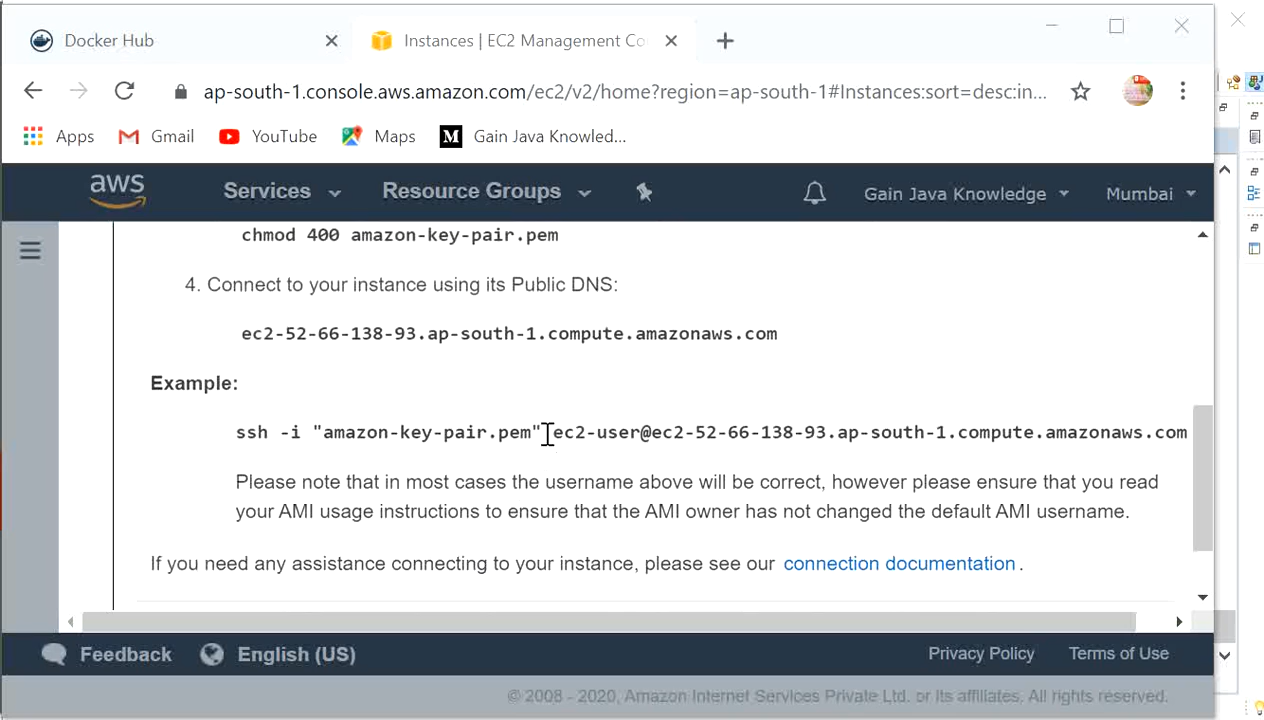 Docker Hub
Instances | EC2 Management Co
ap-south-1.console.aws.amazon.com/ec2/v2/home?region=ap-south-1#Instances:sort=desc:in...
Apps Gmail YouTube Maps M Gain Java Knowled...
aws Services Resource Groups Gain Java Knowledge Mumbai
chmod 400 amazon-key-pair.pem
4. Connect to your instance using its Public DNS:
ec2-52-66-138-93.ap-south-1.compute.amazonaws.com
Example:
ssh -i "amazon-key-pair.pem" ec2-user@ec2-52-66-138-93.ap-south-1.compute.amazonaws.com
Please note that in most cases the username above will be correct, however please ensure that you read
your AMI usage instructions to ensure that the AMI owner has not changed the default AMI username.
If you need any assistance connecting to your instance, please see our connection documentation.
Feedback English (US) Privacy Policy Terms of Use
© 2008 - 2020, Amazon Internet Services Private Ltd. or its affiliates. All rights reserved.